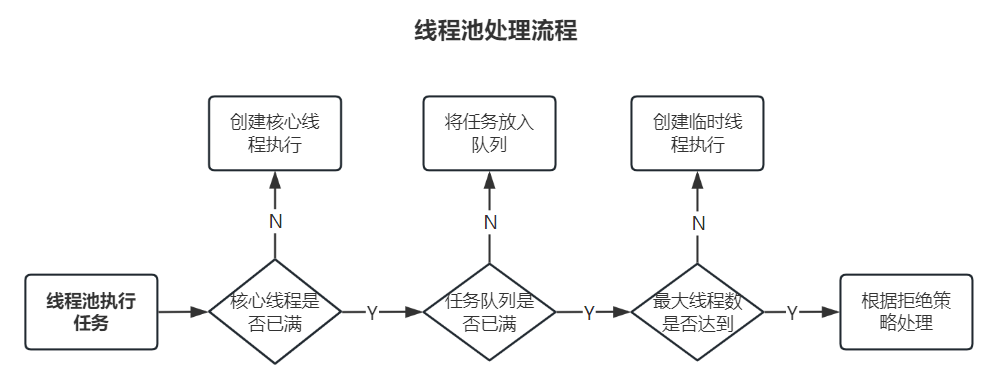 线程池处理流程
创建核心线
程执行
将任务放入
队列
创建临时线
程执行
N
N
N
线程池执行
任务
核心线程是
否已满
Y
任务队列是
否已满
Y
最大线程数
是否达到
Y
根据拒绝策
略处理